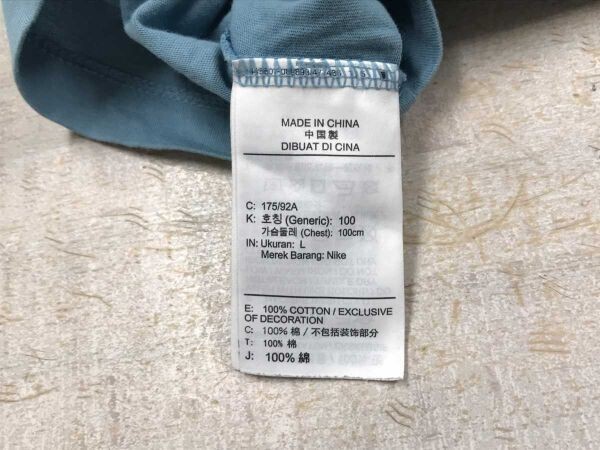 MADE IN CHINA
中国製
DIBUAT DI CINA
C: 175/92A
K: 호칭 (Generic): 100
가슴둘레 (Chest): 100cm
IN: Ukuran: L
Merek Barang: Nike
E: 100% COTTON / EXCLUSIVE
OF DECORATION
C: 100% 棉 / 不包括装饰部分
T: 100% 棉
J: 100% 綿